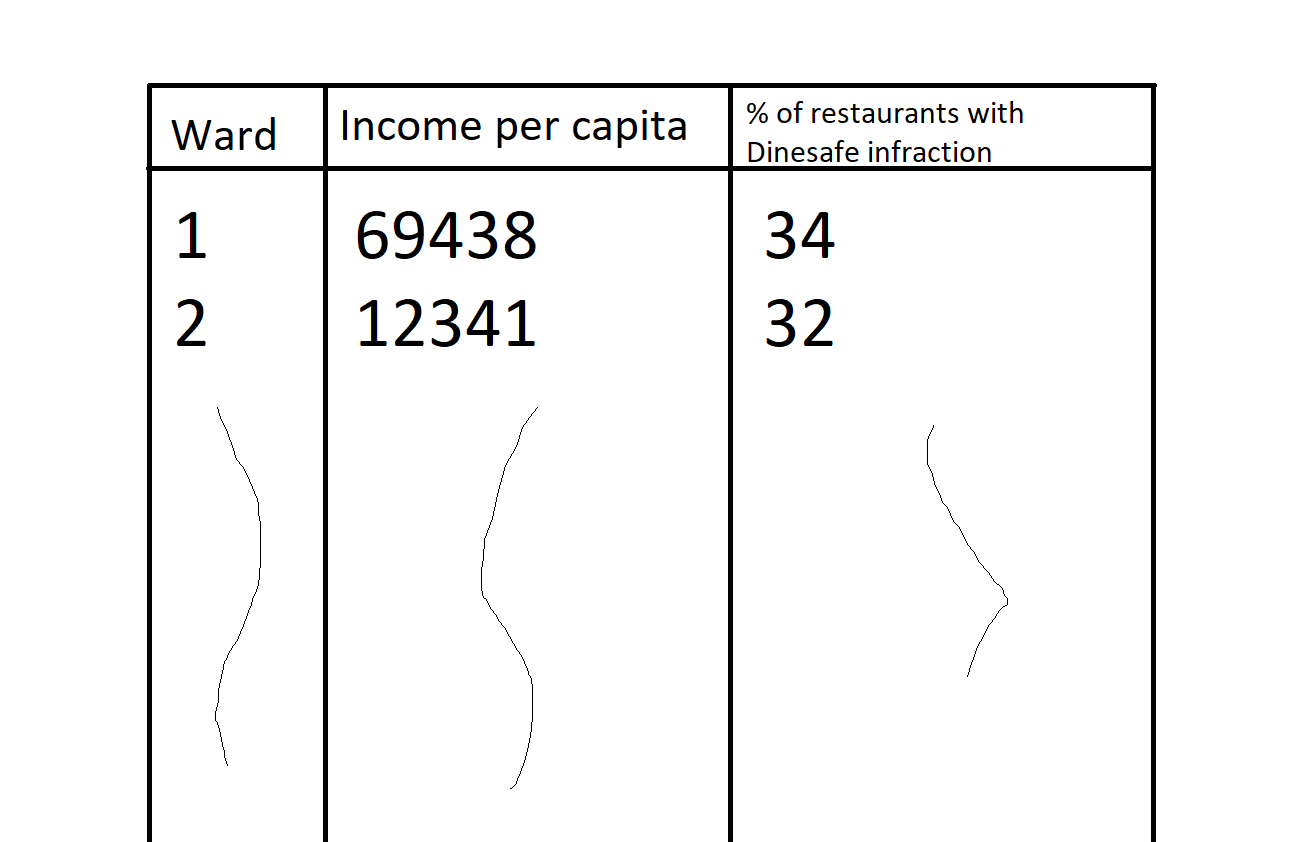 Ward
Income per capita
% of restaurants with
Dinesafe infraction
1 69438 34
2 12341 32